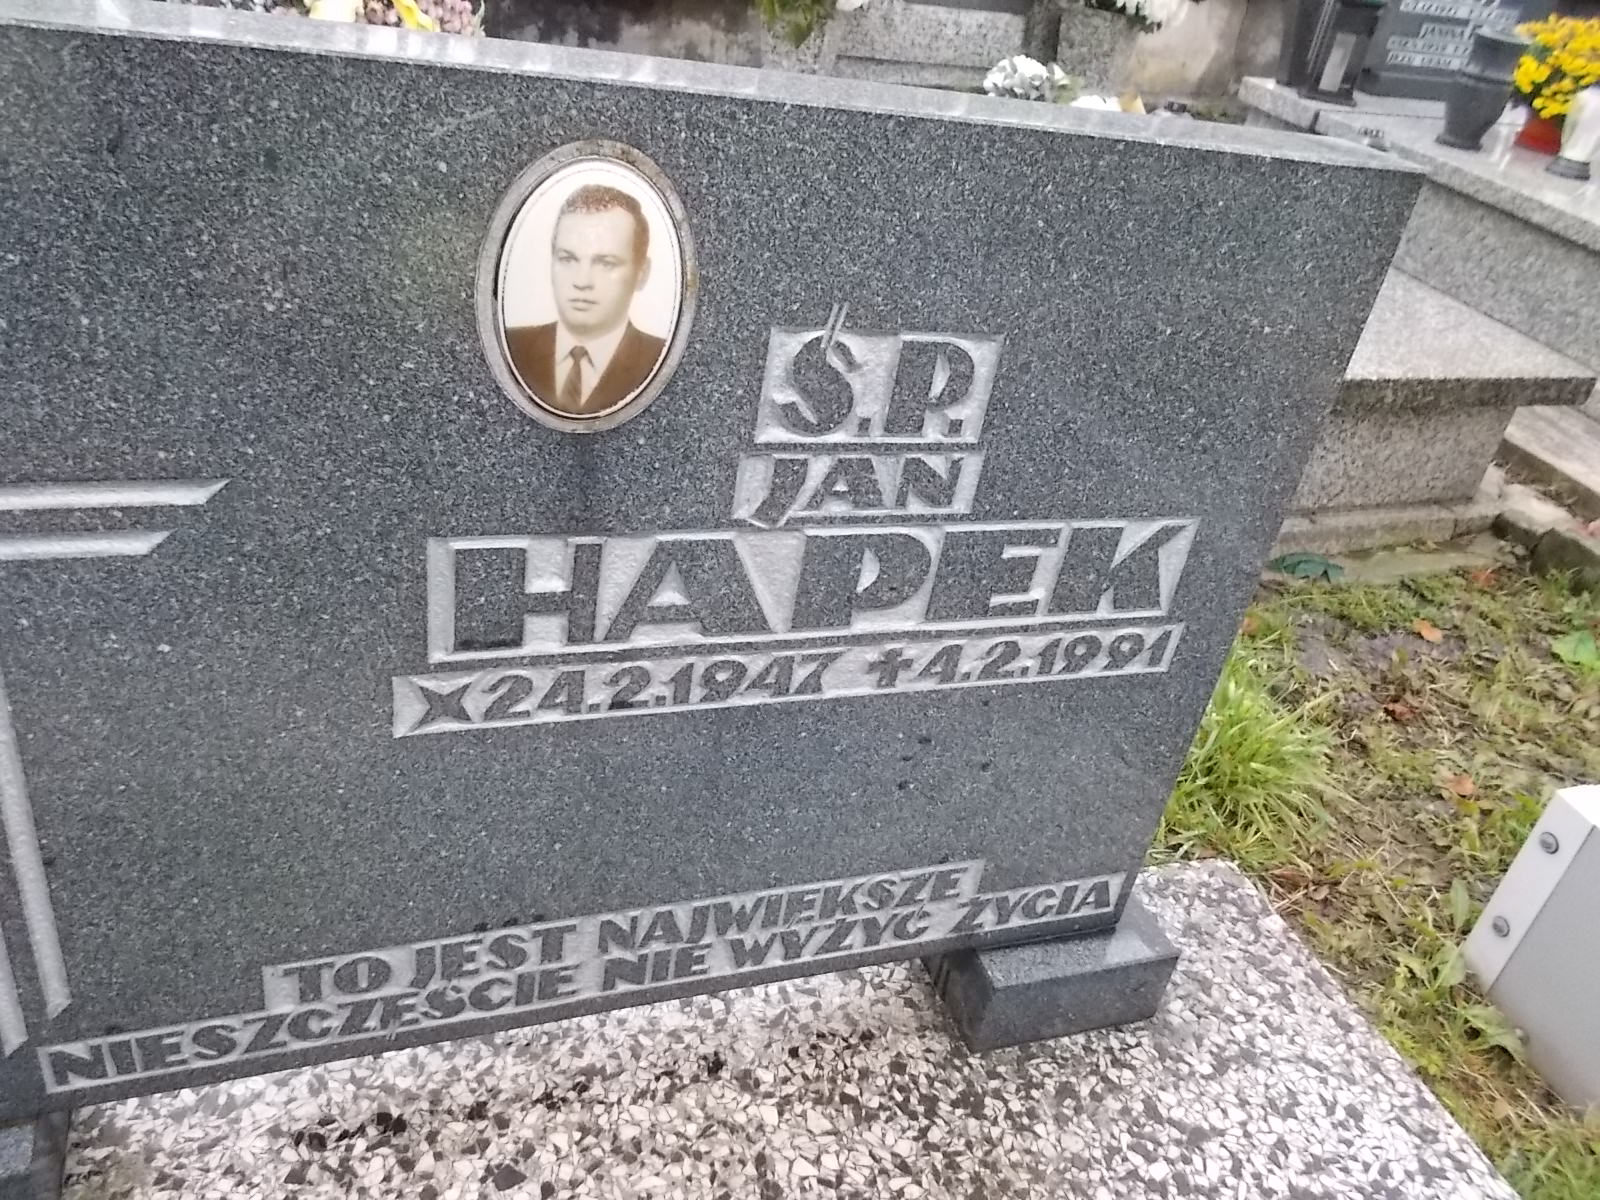 Ś.P.
JAN
HAPEK
24.2.1947 †4.2.1991
TO JEST NAJWIĘKSZE
NIESZCZĘŚCIE NIE WYŻYĆ ŻYCIA